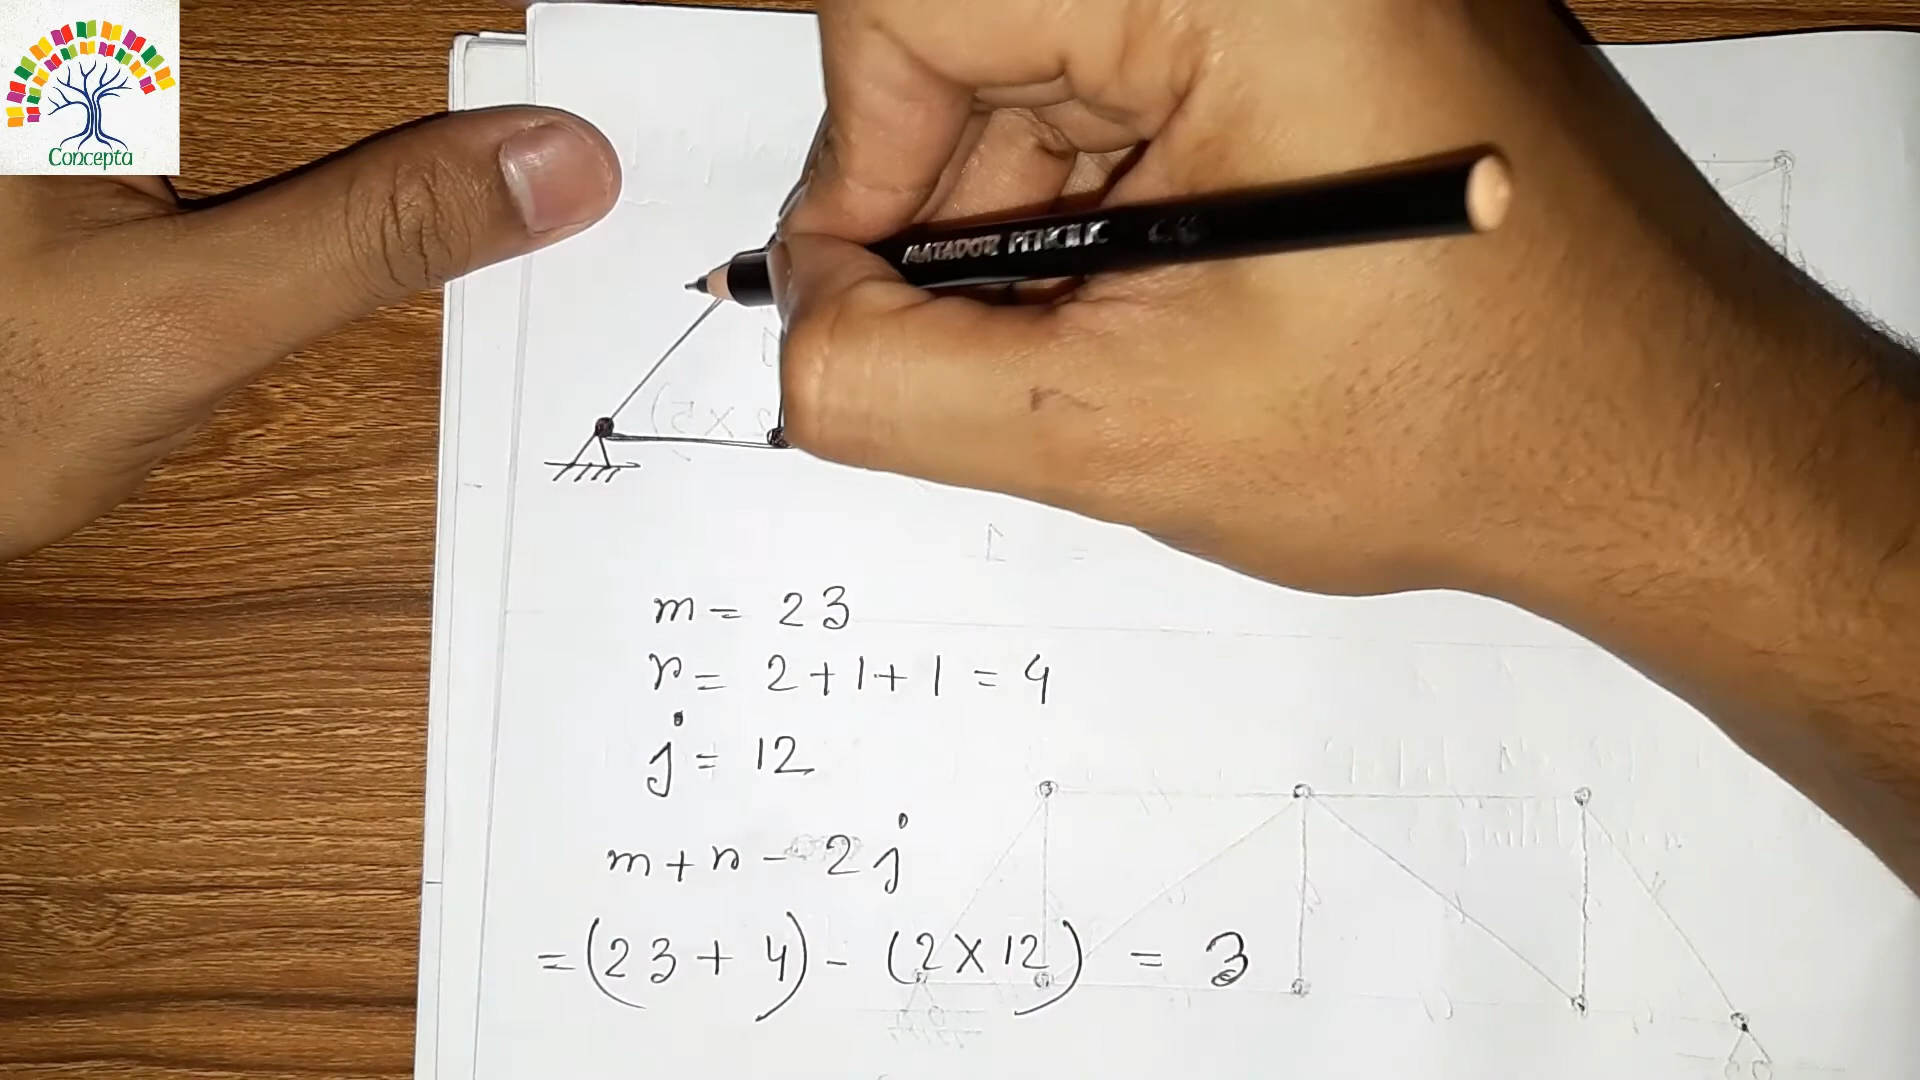 Concepta
MATADOR PENCIL
m = 23
r = 2 + 1 + 1 = 4
j = 12
m + r - 2j
= (23 + 4) - (2 × 12) = 3